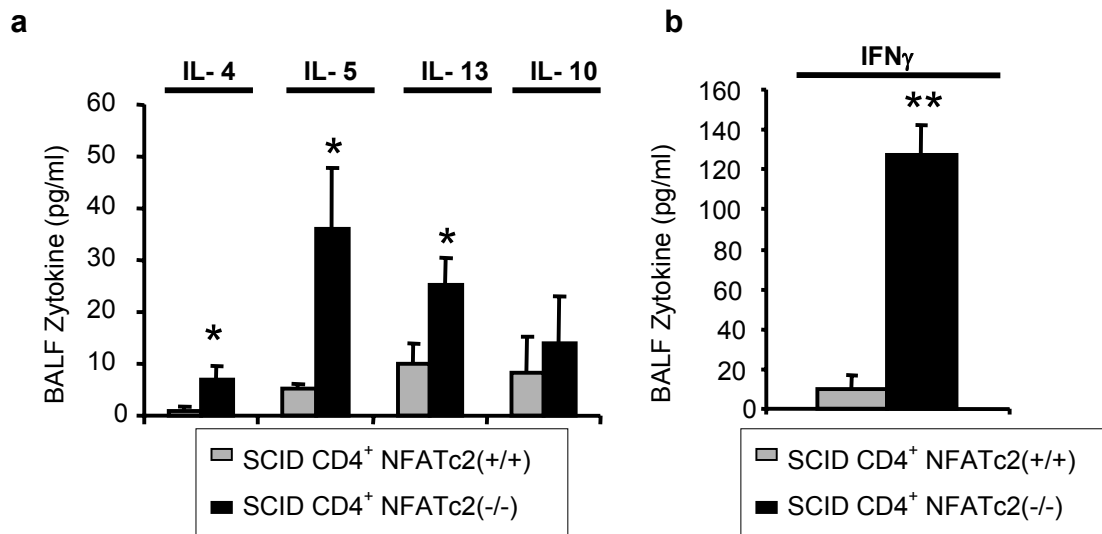 a
IL- 4 IL- 5 IL- 13 IL- 10
BALF Zytokine (pg/ml)
60
50
40
30
20
10
0
* * *
SCID CD4⁺ NFATc2(+/+)
SCID CD4⁺ NFATc2(-/-)
b
IFNγ
BALF Zytokine (pg/ml)
160
140
120
100
80
60
40
20
0
**
SCID CD4⁺ NFATc2(+/+)
SCID CD4⁺ NFATc2(-/-)